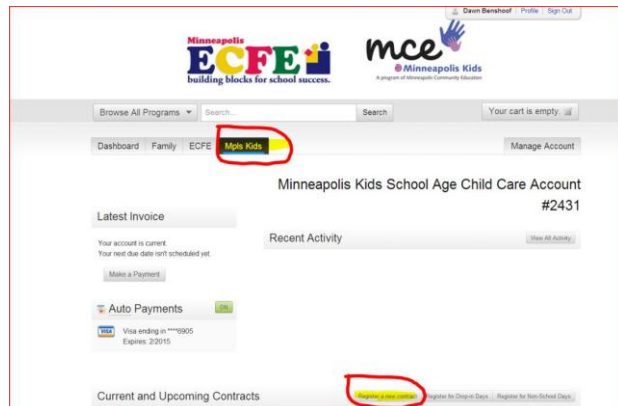 Dawn Benshoof Profile Sign Out
Minneapolis
ECFE
building blocks for school success.
mce
Minneapolis Kids
A program of Minneapolis Community Education
Browse All Programs Search... Search Your cart is empty.
Dashboard Family ECFE Mpls Kids Manage Account
Minneapolis Kids School Age Child Care Account
#2431
Latest Invoice
Your account is current.
Your next due date isn't scheduled yet.
Make a Payment
Recent Activity View All Activity
Auto Payments ON
VISA Visa ending in ****8905
Expires: 2/2015
Current and Upcoming Contracts Register a new contract Register for Drop-in Days Register for Non-School Days